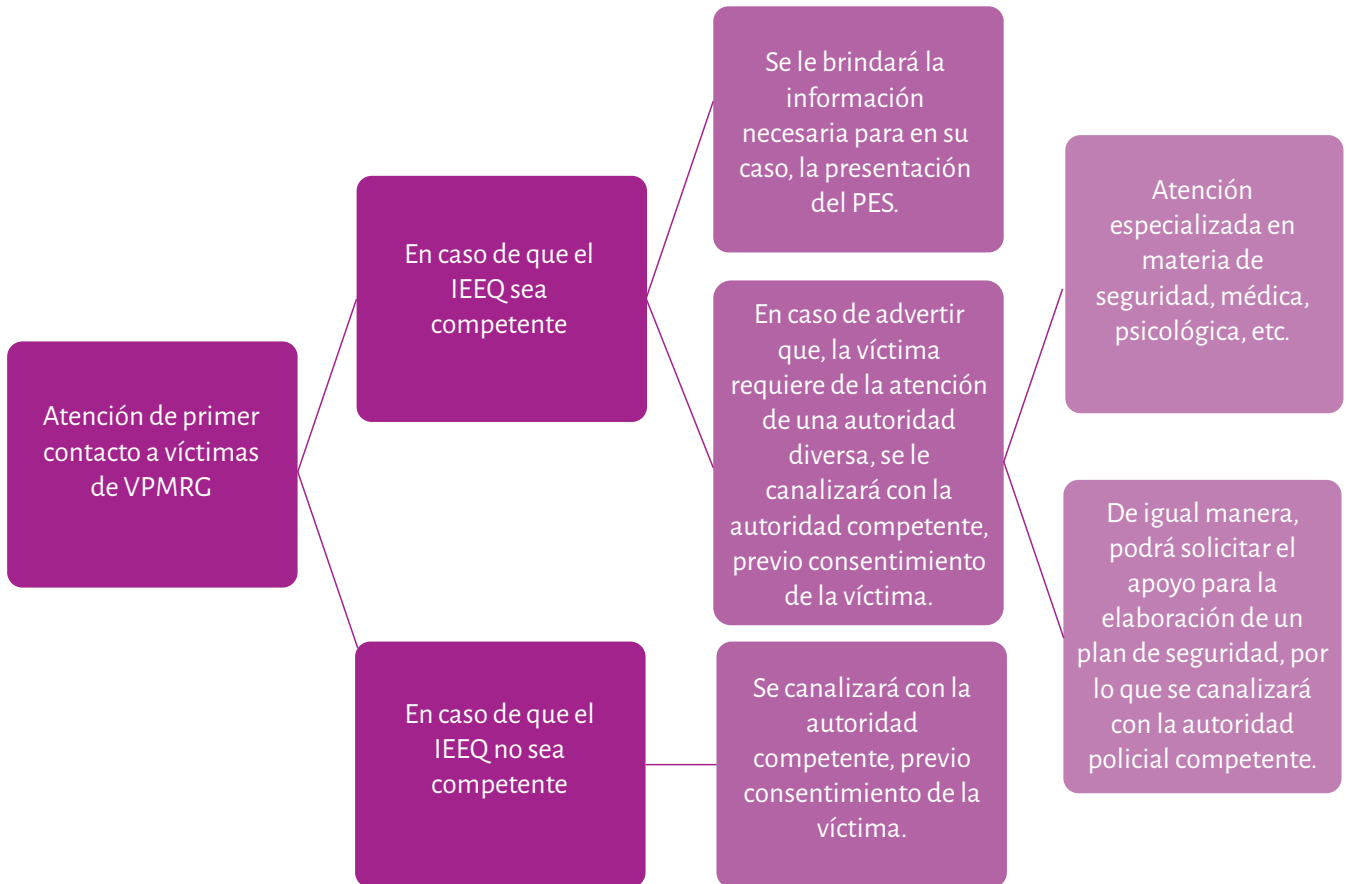 Atención de primer
contacto a víctimas
de VPMRG
En caso de que el
IEEQ sea
competente
Se le brindará la
información
necesaria para en su
caso, la presentación
del PES.
En caso de advertir
que, la víctima
requiere de la atención
de una autoridad
diversa, se le
canalizará con la
autoridad competente,
previo consentimiento
de la víctima.
Atención
especializada en
materia de
seguridad, médica,
psicológica, etc.
De igual manera,
podrá solicitar el
apoyo para la
elaboración de un
plan de seguridad, por
lo que se canalizará
con la autoridad
policial competente.
En caso de que el
IEEQ no sea
competente
Se canalizará con la
autoridad
competente, previo
consentimiento de la
víctima.